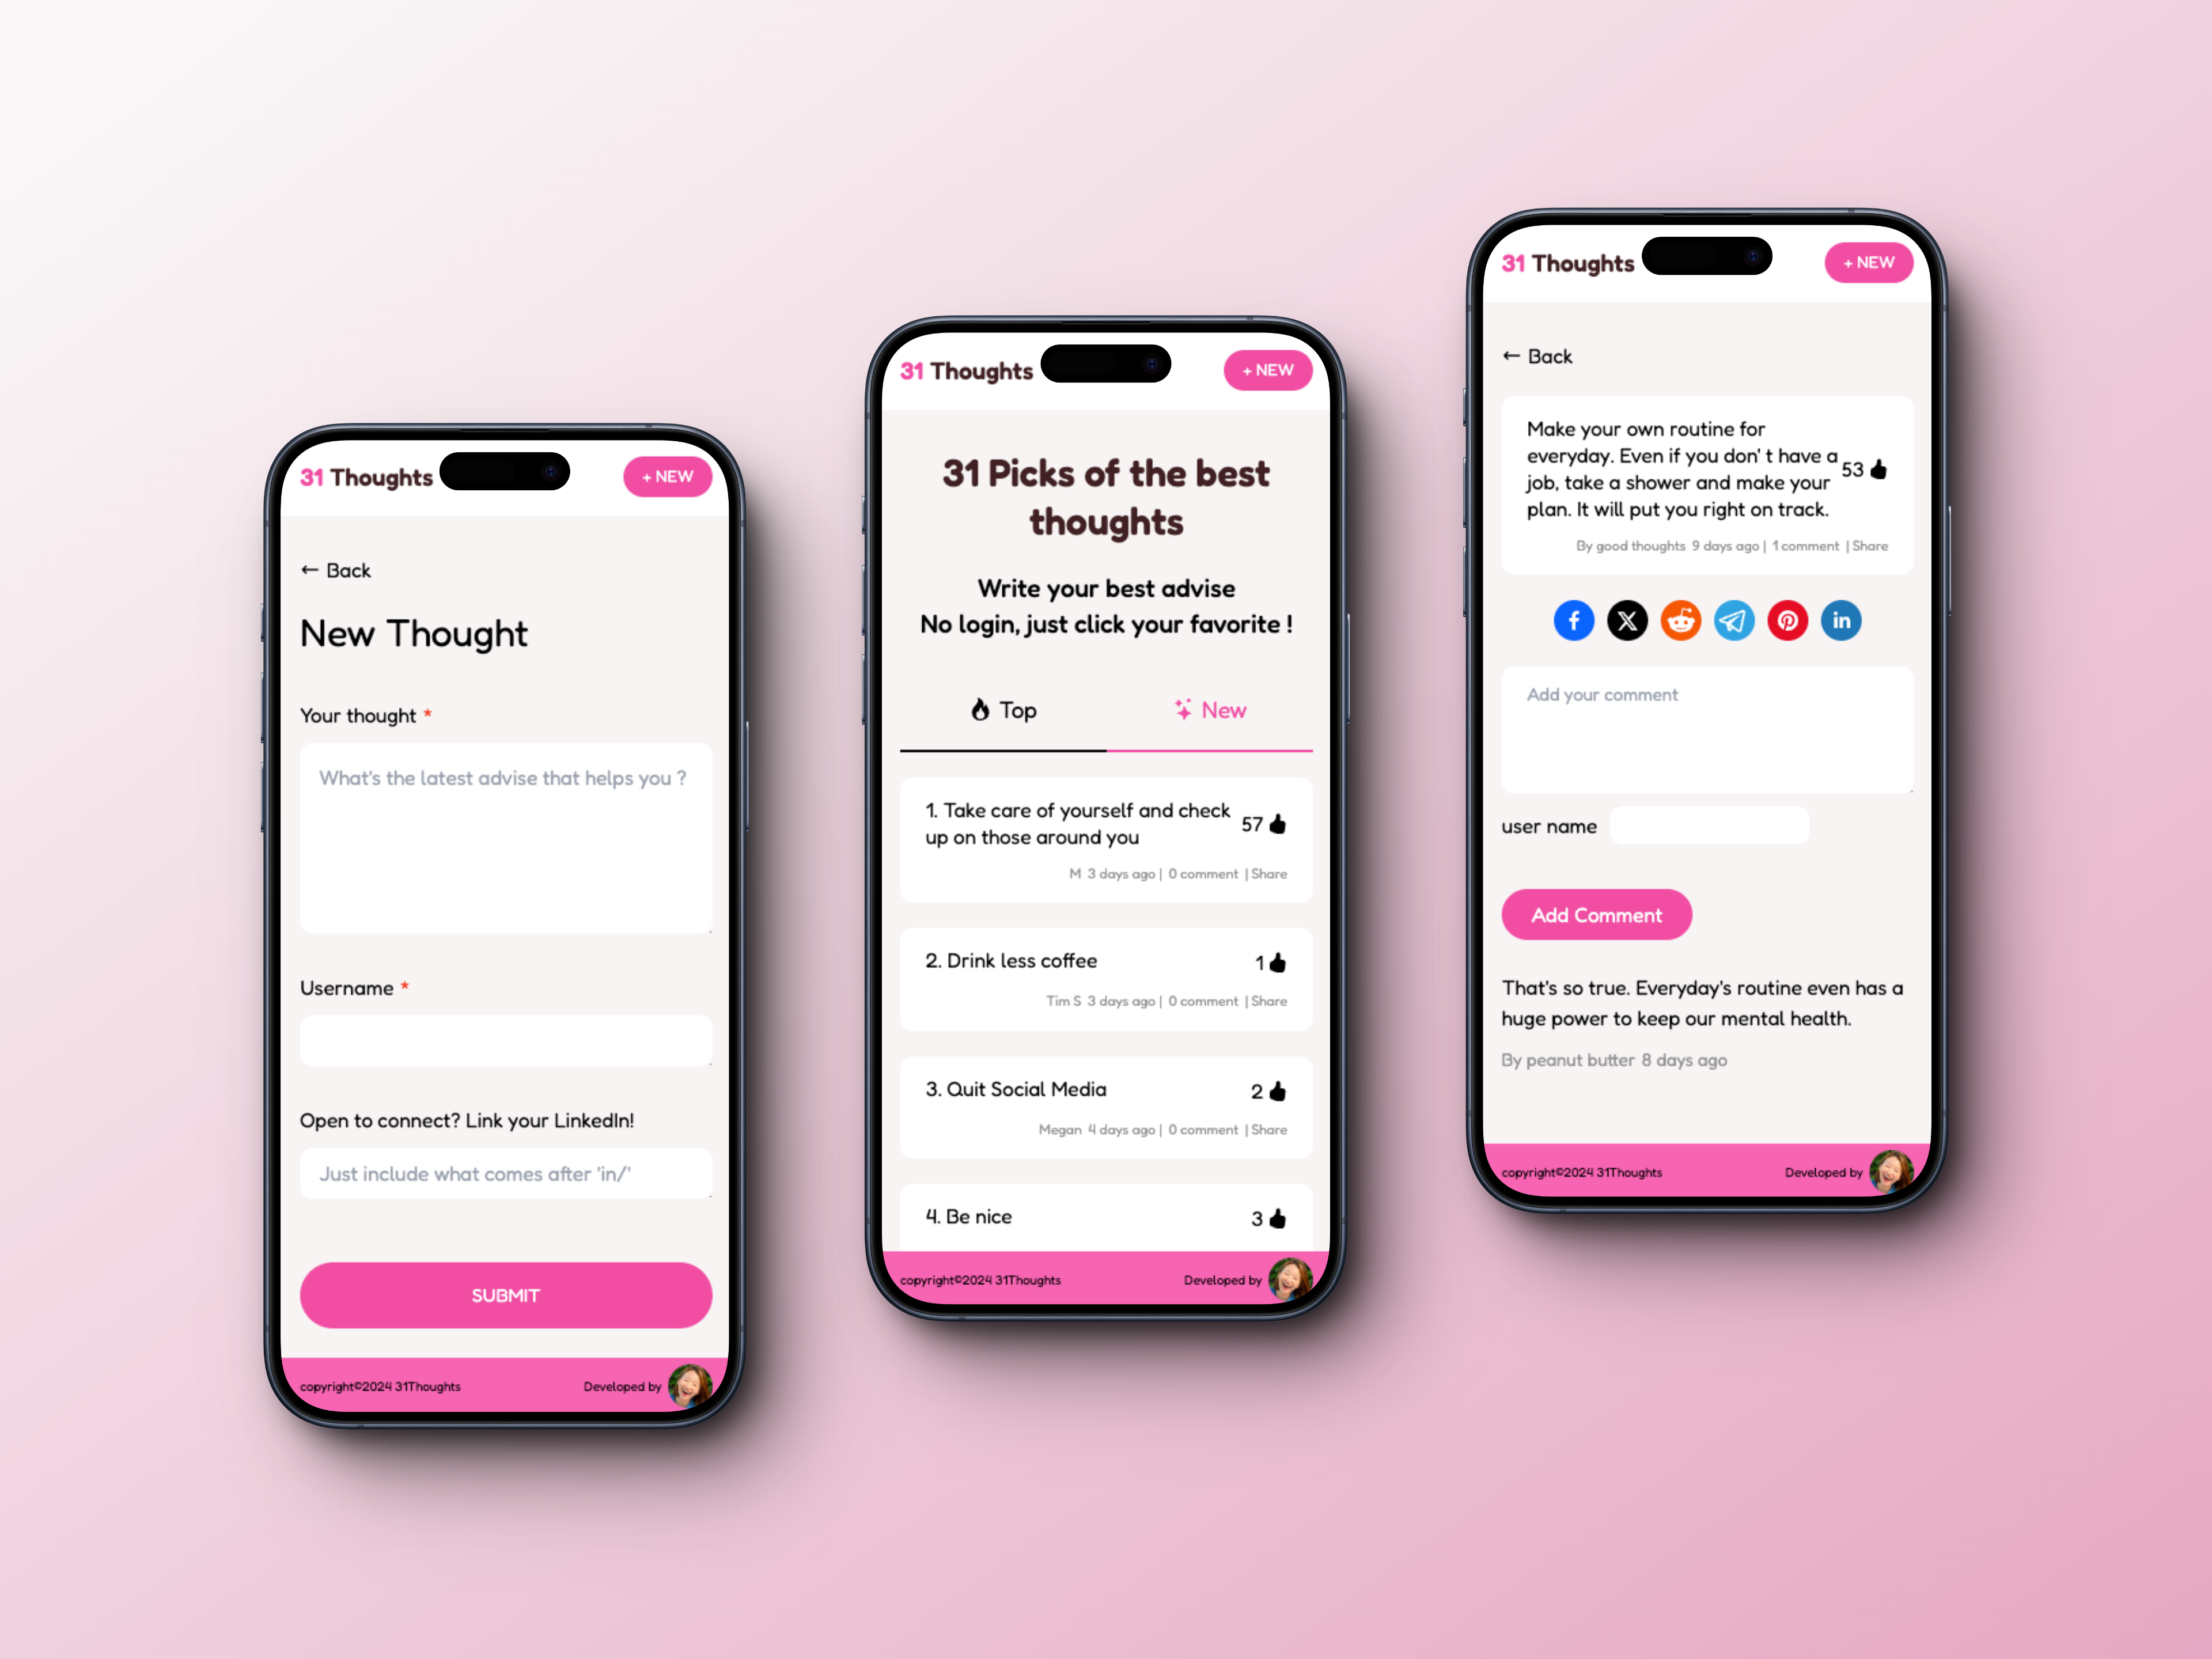 31 Thoughts
+ NEW
← Back
New Thought
Your thought *
What's the latest advise that helps you ?
Username *
Open to connect? Link your LinkedIn!
Just include what comes after 'in/'
SUBMIT
copyright©2024 31Thoughts
Developed by
31 Thoughts
+ NEW
31 Picks of the best
thoughts
Write your best advise
No login, just click your favorite !
Top
New
1. Take care of yourself and check
up on those around you
57
M 3 days ago | 0 comment | Share
2. Drink less coffee
1
Tim S 3 days ago | 0 comment | Share
3. Quit Social Media
2
Megan 4 days ago | 0 comment | Share
4. Be nice
3
copyright©2024 31Thoughts
Developed by
31 Thoughts
+ NEW
← Back
Make your own routine for
everyday. Even if you don' t have a
job, take a shower and make your
plan. It will put you right on track.
53
By good thoughts 9 days ago | 1 comment | Share
f
X
in
Add your comment
user name
Add Comment
That's so true. Everyday's routine even has a
huge power to keep our mental health.
By peanut butter 8 days ago
copyright©2024 31Thoughts
Developed by